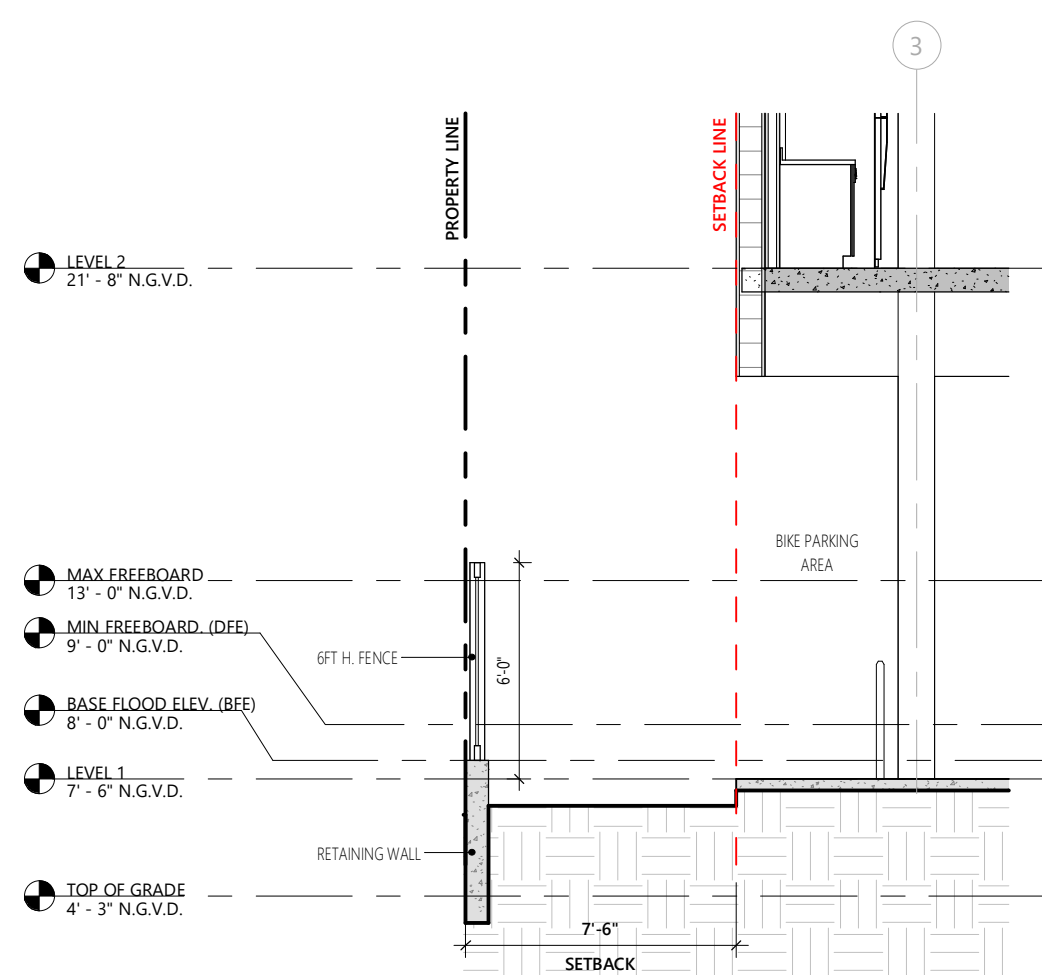 3
PROPERTY LINE
SETBACK LINE
LEVEL 2
21' - 8" N.G.V.D.
BIKE PARKING
AREA
MAX FREEBOARD
13' - 0" N.G.V.D.
MIN FREEBOARD. (DFE)
9' - 0" N.G.V.D.
6FT H. FENCE
6'-0"
BASE FLOOD ELEV. (BFE)
8' - 0" N.G.V.D.
LEVEL 1
7' - 6" N.G.V.D.
RETAINING WALL
TOP OF GRADE
4' - 3" N.G.V.D.
7'-6"
SETBACK